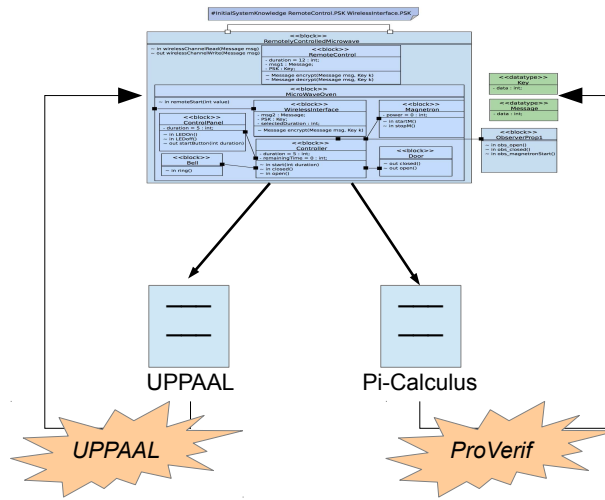 #InitialSystemKnowledge RemoteControl.PSK WirelessInterface.PSK
<<block>>
RemotelyControlledMicrowave
~ in wirelessChannelRead(Message msg)
~ out wirelessChannelWrite(Message msg)
<<block>>
RemoteControl
- duration = 12 : int;
- msg1 : Message;
- PSK : Key;
~ Message encrypt(Message msg, Key k)
~ Message decrypt(Message msg, Key k)
<<block>>
MicroWaveOven
~ in remoteStart(int value)
<<block>>
WirelessInterface
- msg2 : Message;
- PSK : Key;
- selectedDuration : int;
~ Message encrypt(Message msg, Key k)
<<block>>
Magnetron
- power = 0 : int;
~ in startM()
~ in stopM()
<<block>>
ControlPanel
- duration = 5 : int;
~ in LEDOn()
~ in LEDoff()
~ out startButton(int duration)
<<block>>
Controller
- duration = 5 : int;
- remainingTime = 0 : int;
~ in start(int duration)
~ in closed()
~ in open()
<<block>>
Bell
~ in ring()
<<block>>
Door
~ out closed()
~ out open()
<<datatype>>
Key
- data : int;
<<datatype>>
Message
- data : int;
<<block>>
ObserverProp1
~ in obs_open()
~ in obs_closed()
~ in obs_magnetronStart()
UPPAAL
Pi-Calculus
UPPAAL
ProVerif